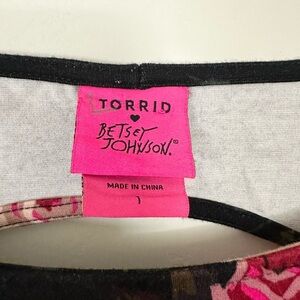 TORRID
♥
BETSEY
JOHNSON.®
MADE IN CHINA
1